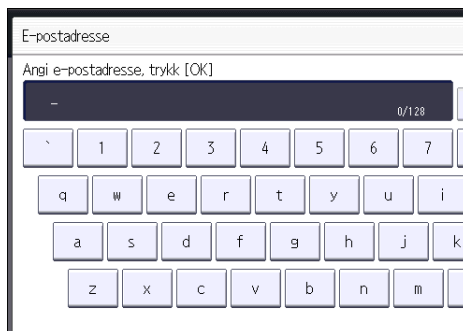 E-postadresse
Angi e-postadresse, trykk [OK]
_ 0/128
` 1 2 3 4 5 6 7
q w e r t y u i
a s d f g h j k
z x c v b n m